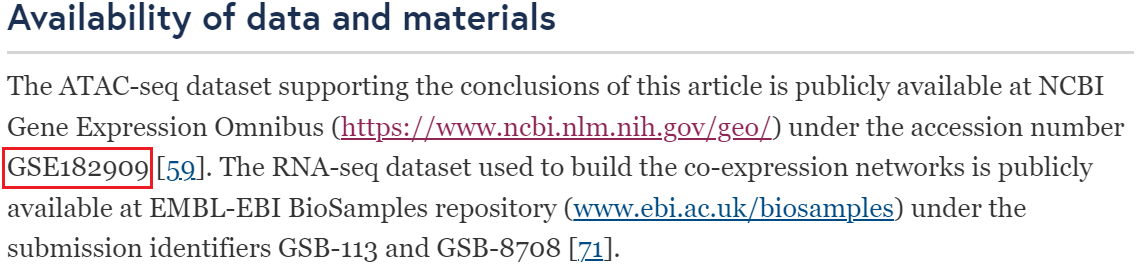 Availability of data and materials
The ATAC-seq dataset supporting the conclusions of this article is publicly available at NCBI
Gene Expression Omnibus (https://www.ncbi.nlm.nih.gov/geo/) under the accession number
GSE182909 [59]. The RNA-seq dataset used to build the co-expression networks is publicly
available at EMBL-EBI BioSamples repository (www.ebi.ac.uk/biosamples) under the
submission identifiers GSB-113 and GSB-8708 [71].